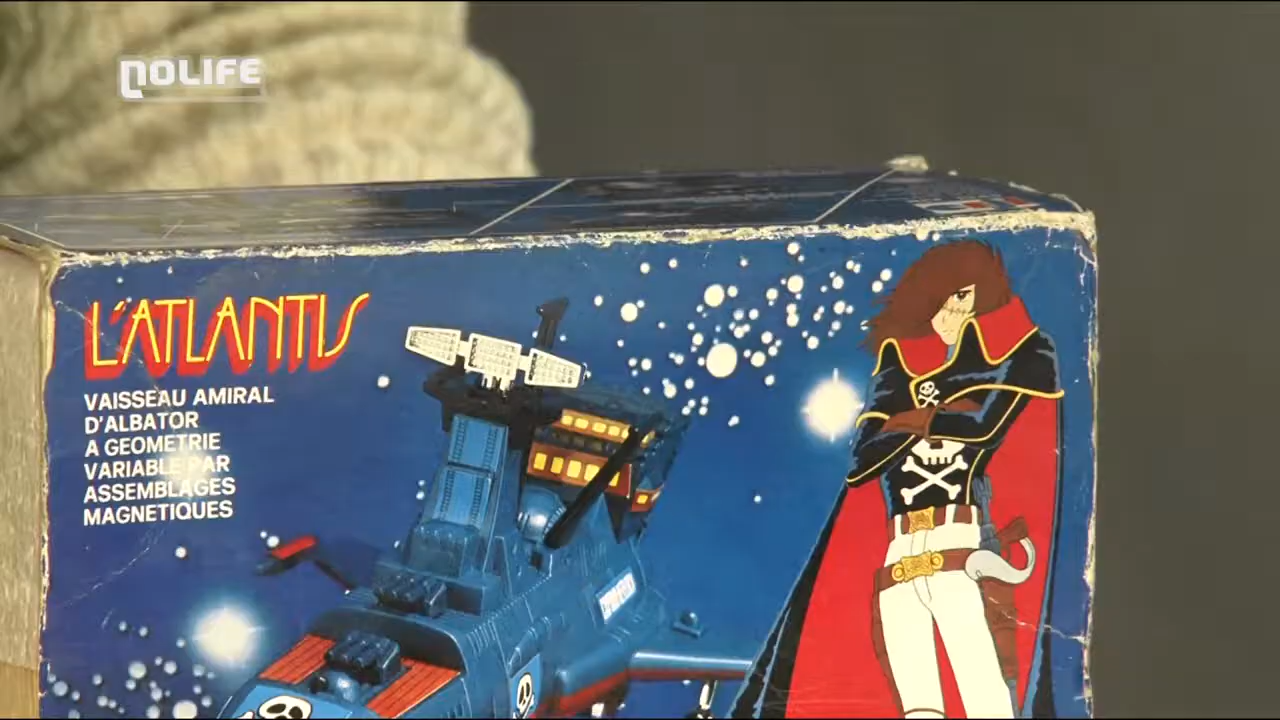 NOLIFE
L'ATLANTIS
VAISSEAU AMIRAL
D'ALBATOR
A GEOMETRIE
VARIABLE PAR
ASSEMBLAGES
MAGNETIQUES